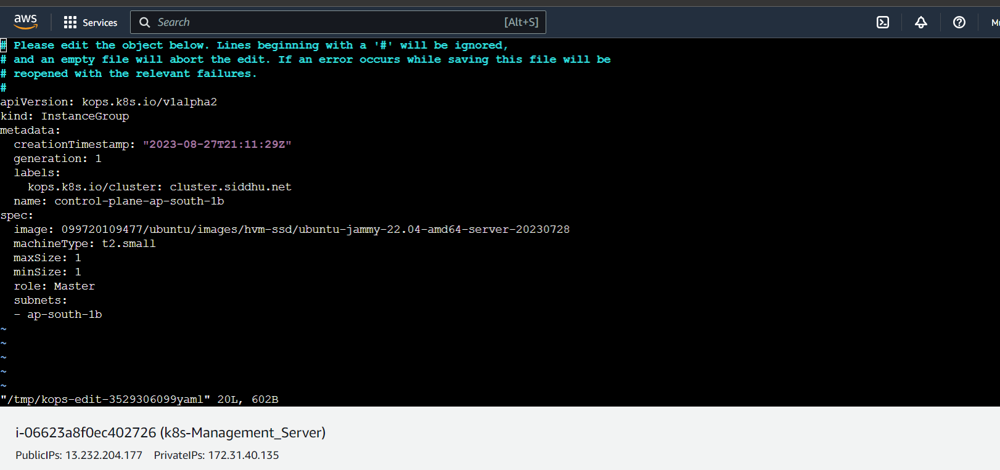 aws Services Search [Alt+S] M
# Please edit the object below. Lines beginning with a '#' will be ignored,
# and an empty file will abort the edit. If an error occurs while saving this file will be
# reopened with the relevant failures.
#
apiVersion: kops.k8s.io/v1alpha2
kind: InstanceGroup
metadata:
  creationTimestamp: "2023-08-27T21:11:29Z"
  generation: 1
  labels:
    kops.k8s.io/cluster: cluster.siddhu.net
  name: control-plane-ap-south-1b
spec:
  image: 099720109477/ubuntu/images/hvm-ssd/ubuntu-jammy-22.04-amd64-server-20230728
  machineType: t2.small
  maxSize: 1
  minSize: 1
  role: Master
  subnets:
  - ap-south-1b
~
~
~
~
~
"/tmp/kops-edit-3529306099yaml" 20L, 602B
i-06623a8f0ec402726 (k8s-Management_Server)
PublicIPs: 13.232.204.177 PrivateIPs: 172.31.40.135